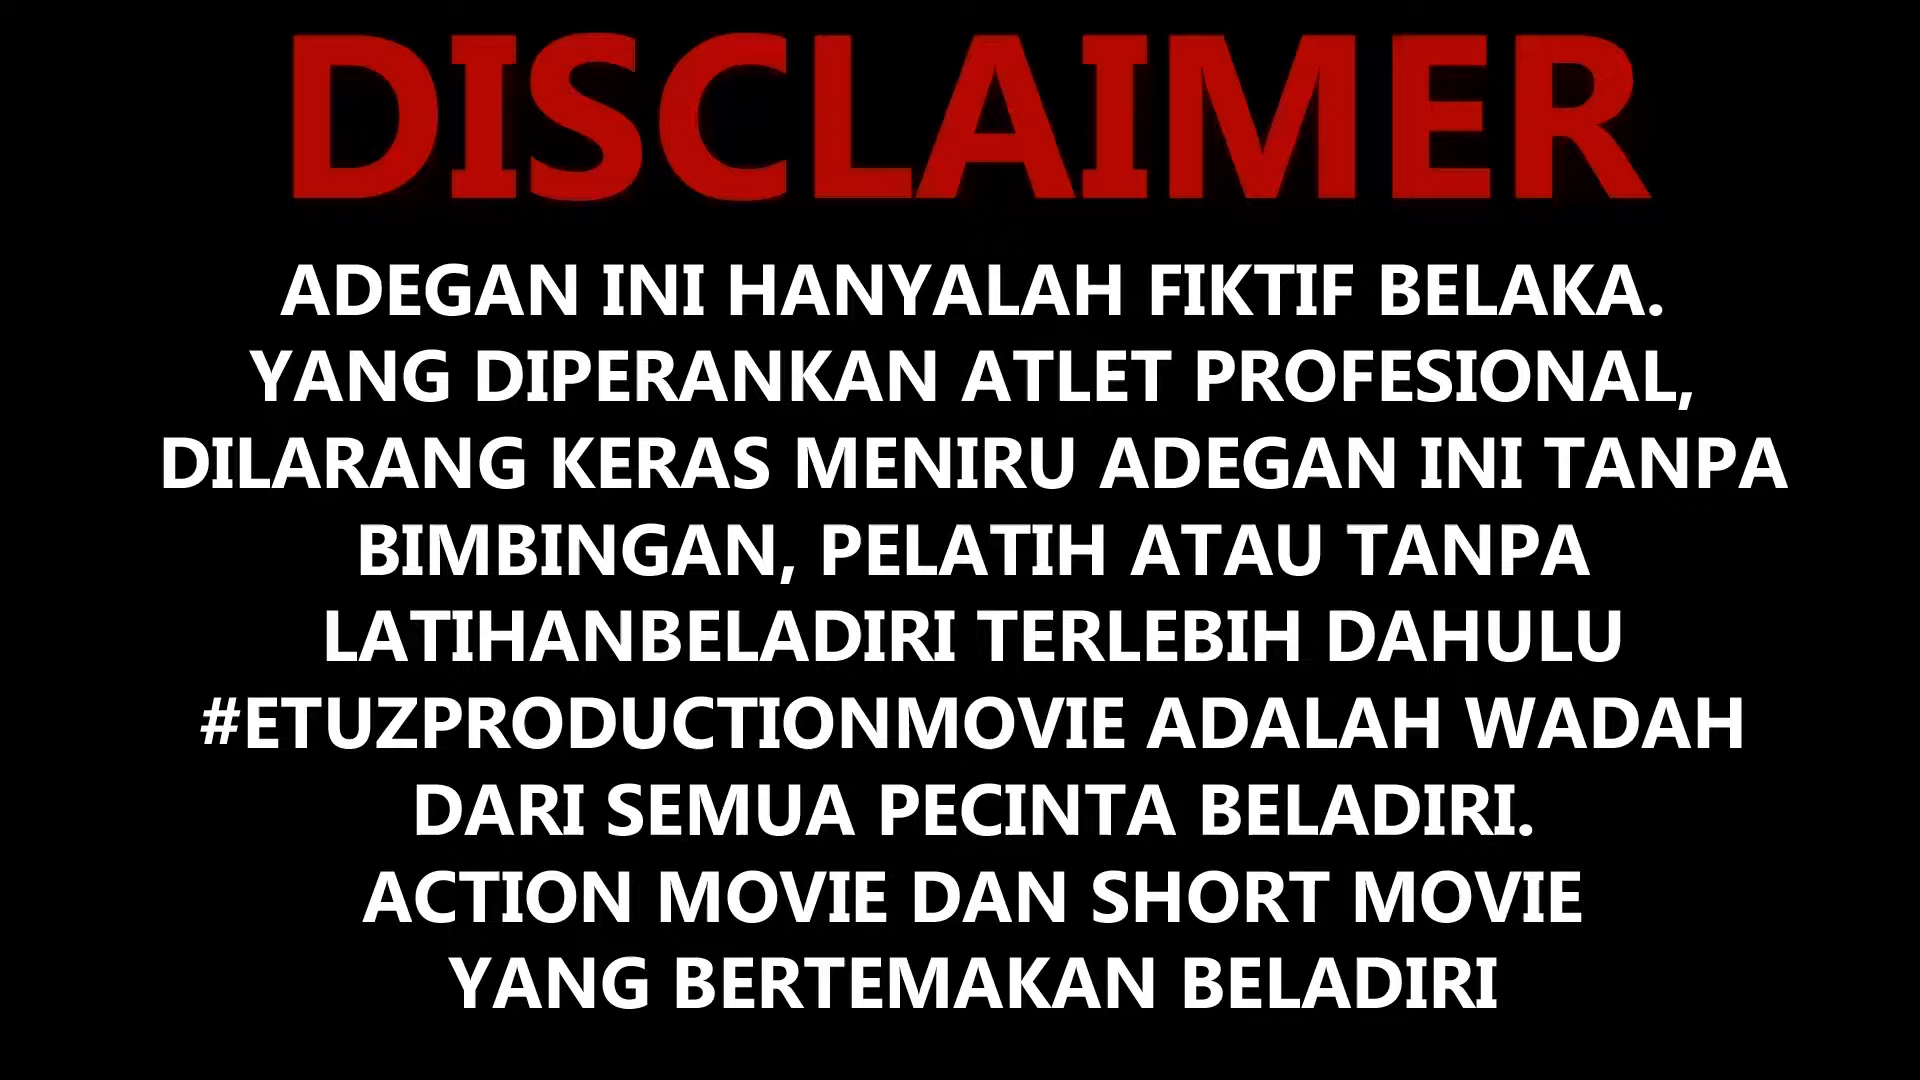 DISCLAIMER
ADEGAN INI HANYALAH FIKTIF BELAKA.
YANG DIPERANKAN ATLET PROFESIONAL,
DILARANG KERAS MENIRU ADEGAN INI TANPA
BIMBINGAN, PELATIH ATAU TANPA
LATIHANBELADIRI TERLEBIH DAHULU
#ETUZPRODUCTIONMOVIE ADALAH WADAH
DARI SEMUA PECINTA BELADIRI.
ACTION MOVIE DAN SHORT MOVIE
YANG BERTEMAKAN BELADIRI